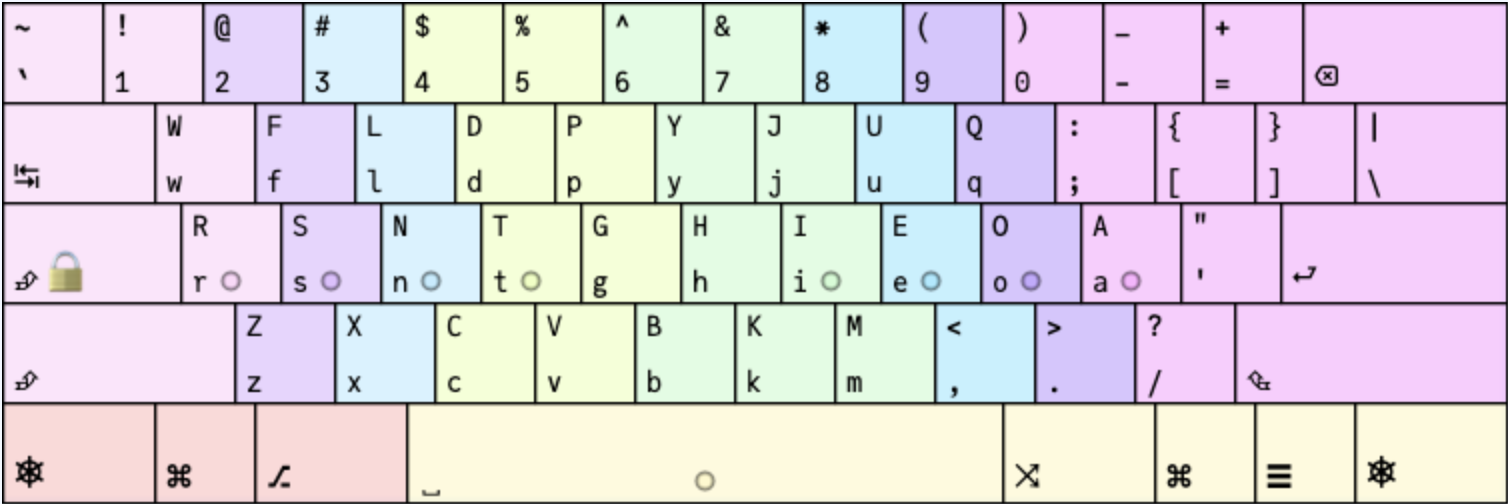 ~ ! @ # $ % ^ & * ( ) _ +
` 1 2 3 4 5 6 7 8 9 0 - = ⌫
W F L D P Y J U Q : { } |
↹ w f l d p y j u q ; [ ] \
R S N T G H I E O A "
r s n t g h i e o a '
Z X C V B K M < > ?
z x c v b k m , . /
⎈ ⌘ ⌥ ⌘ ☰ ⎈